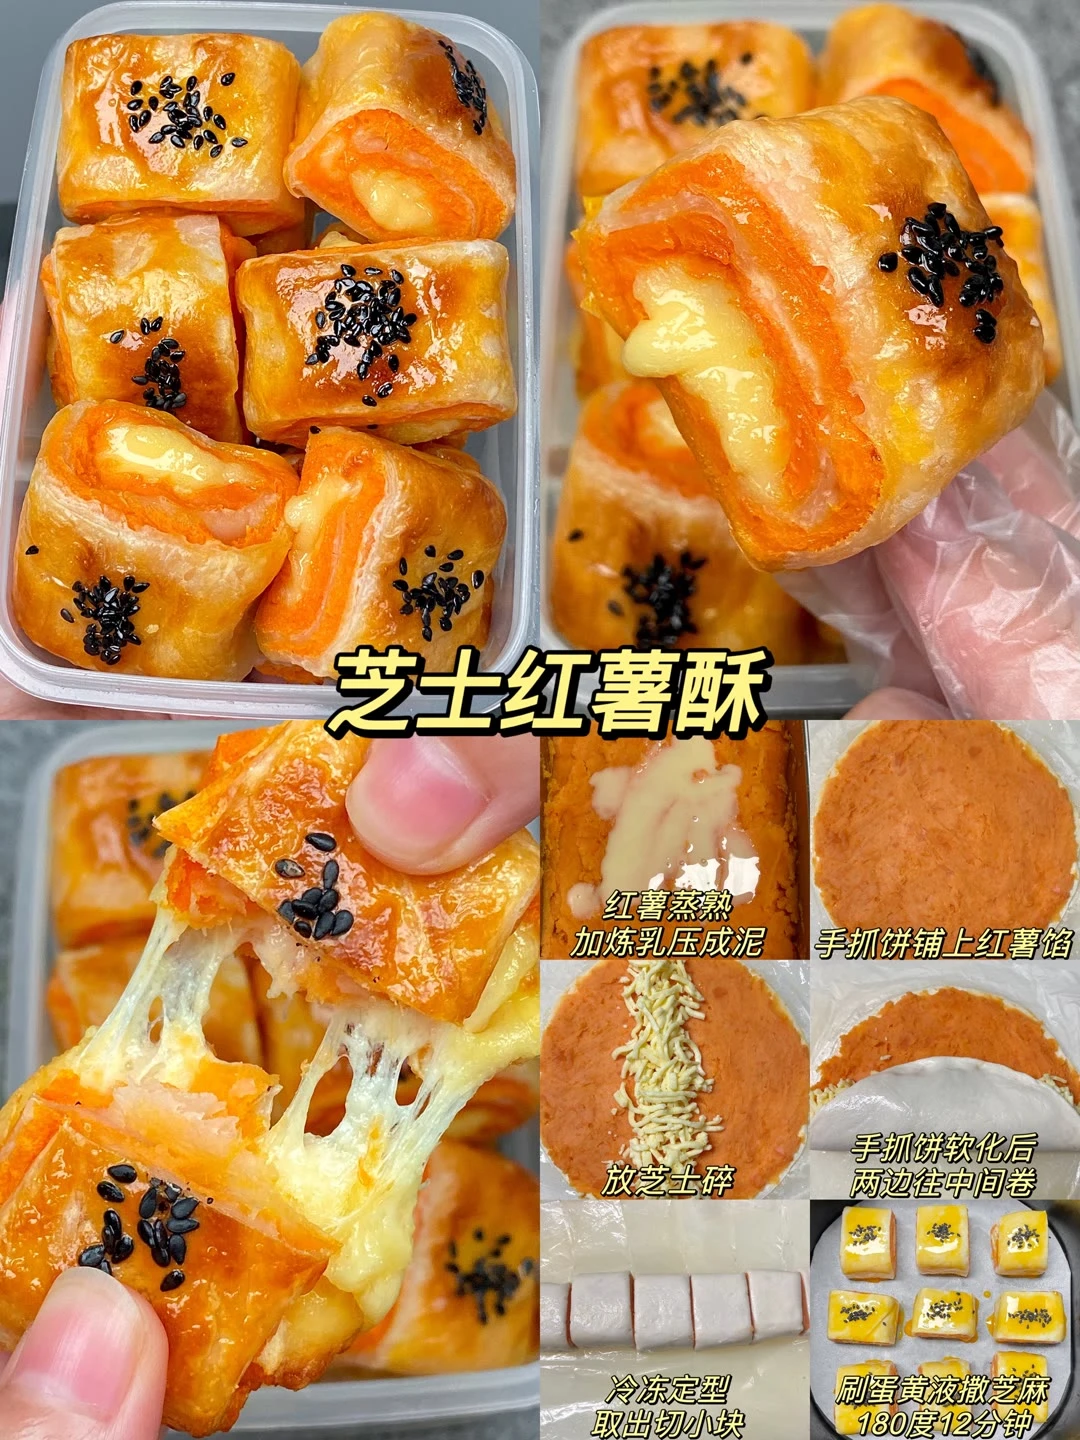 芝士红薯酥
红薯蒸熟
加炼乳压成泥
手抓饼铺上红薯馅
放芝士碎
手抓饼软化后
两边往中间卷
冷冻定型
取出切小块
刷蛋黄液撒芝麻
180度12分钟